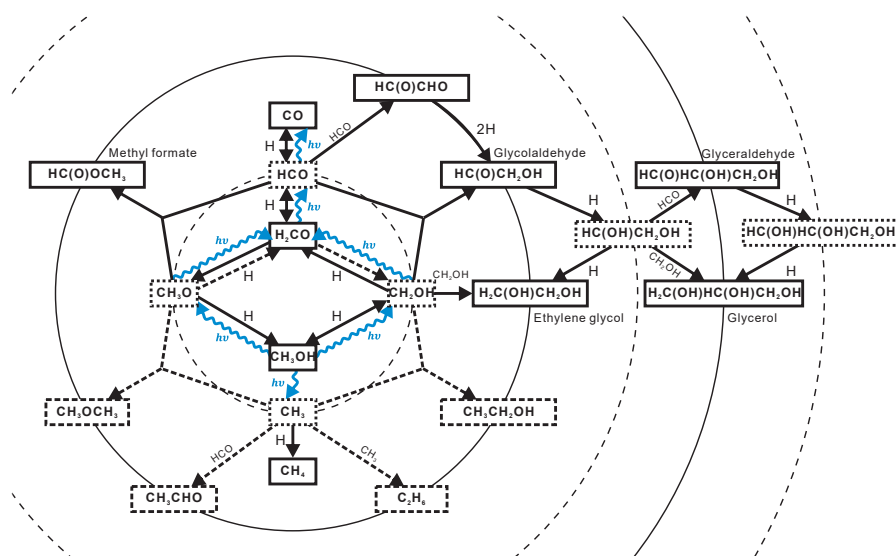 HC(O)CHO
CO
HCO
2H
H
hν
Methyl formate
Glycolaldehyde
Glyceraldehyde
HC(O)OCH₃
HCO
HC(O)CH₂OH
HC(O)HC(OH)CH₂OH
H
hν
H
HCO
H
H₂CO
HC(OH)CH₂OH
HC(OH)HC(OH)CH₂OH
hν
hν
H
H
CH₂OH
H
CH₂OH
H
CH₃O
CH₂OH
H₂C(OH)CH₂OH
H₂C(OH)HC(OH)CH₂OH
Ethylene glycol
Glycerol
H
H
hν
hν
CH₃OH
hν
CH₃OCH₃
CH₃
CH₃CH₂OH
HCO
H
CH₃
CH₄
CH₃CHO
C₂H₆